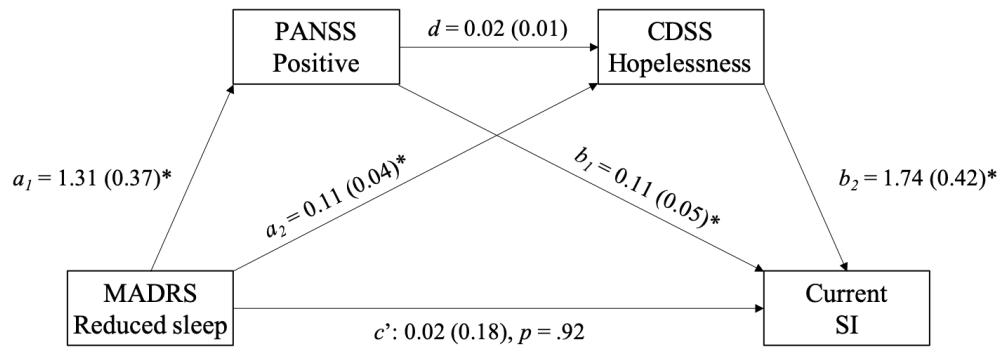 PANSS
Positive
d = 0.02 (0.01)
CDSS
Hopelessness
a1 = 1.31 (0.37)*
a2 = 0.11 (0.04)*
b1 = 0.11 (0.05)*
b2 = 1.74 (0.42)*
MADRS
Reduced sleep
c’: 0.02 (0.18), p = .92
Current
SI